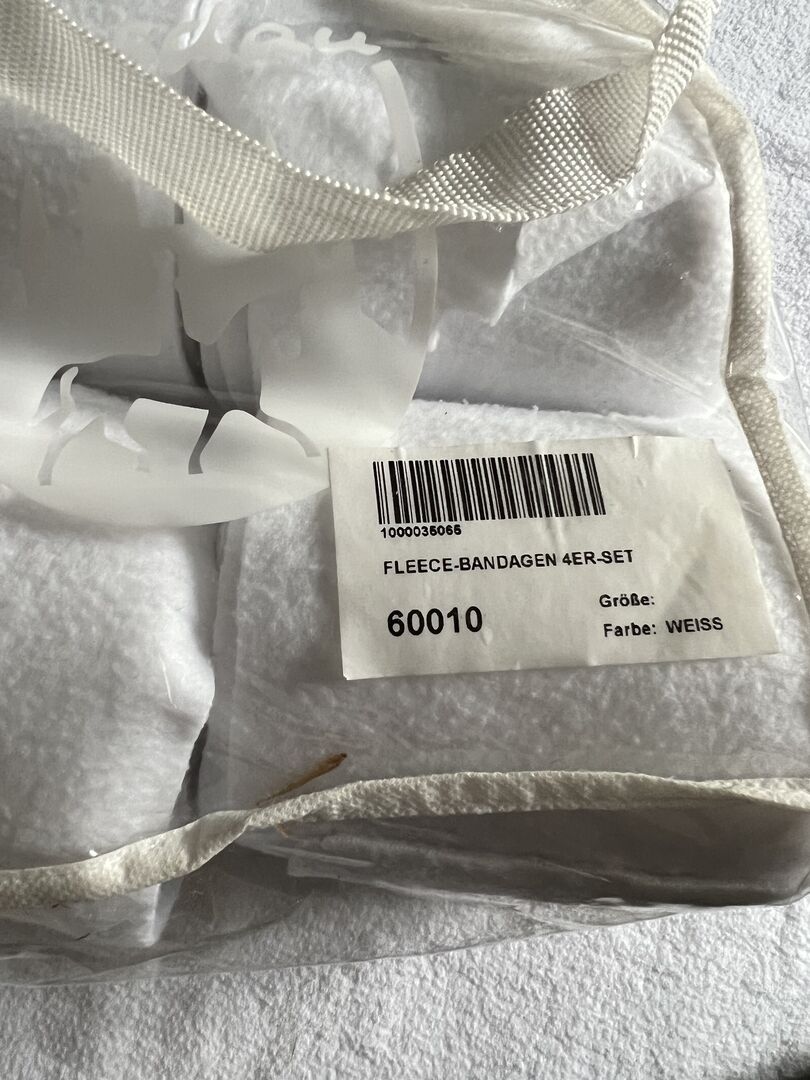 1000035065
FLEECE-BANDAGEN 4ER-SET
60010
Größe:
Farbe: WEISS